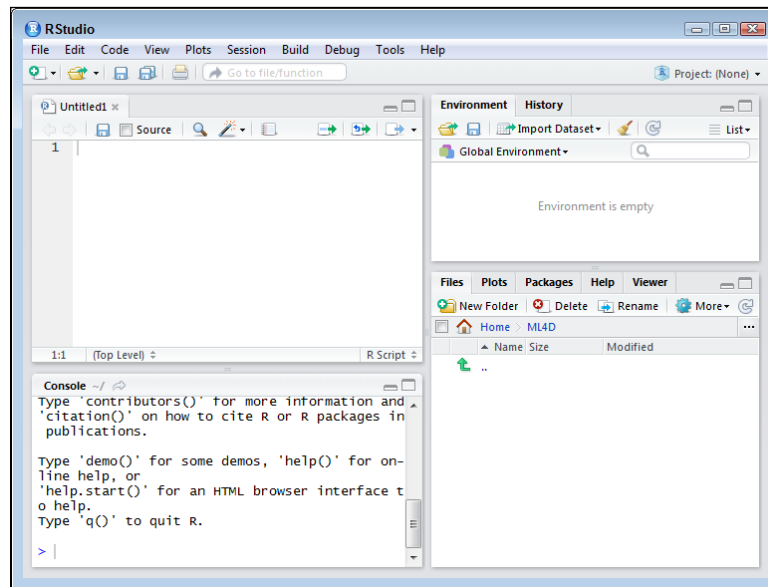 RStudio
File Edit Code View Plots Session Build Debug Tools Help
Go to file/function
Project: (None)
Untitled1
Source
1
1:1 (Top Level) R Script
Console ~/
Type 'contributors()' for more information and
'citation()' on how to cite R or R packages in
publications.
Type 'demo()' for some demos, 'help()' for on-
line help, or
'help.start()' for an HTML browser interface t
o help.
Type 'q()' to quit R.
>
Environment History
Import Dataset List
Global Environment
Environment is empty
Files Plots Packages Help Viewer
New Folder Delete Rename More
Home ML4D ...
Name Size Modified
..